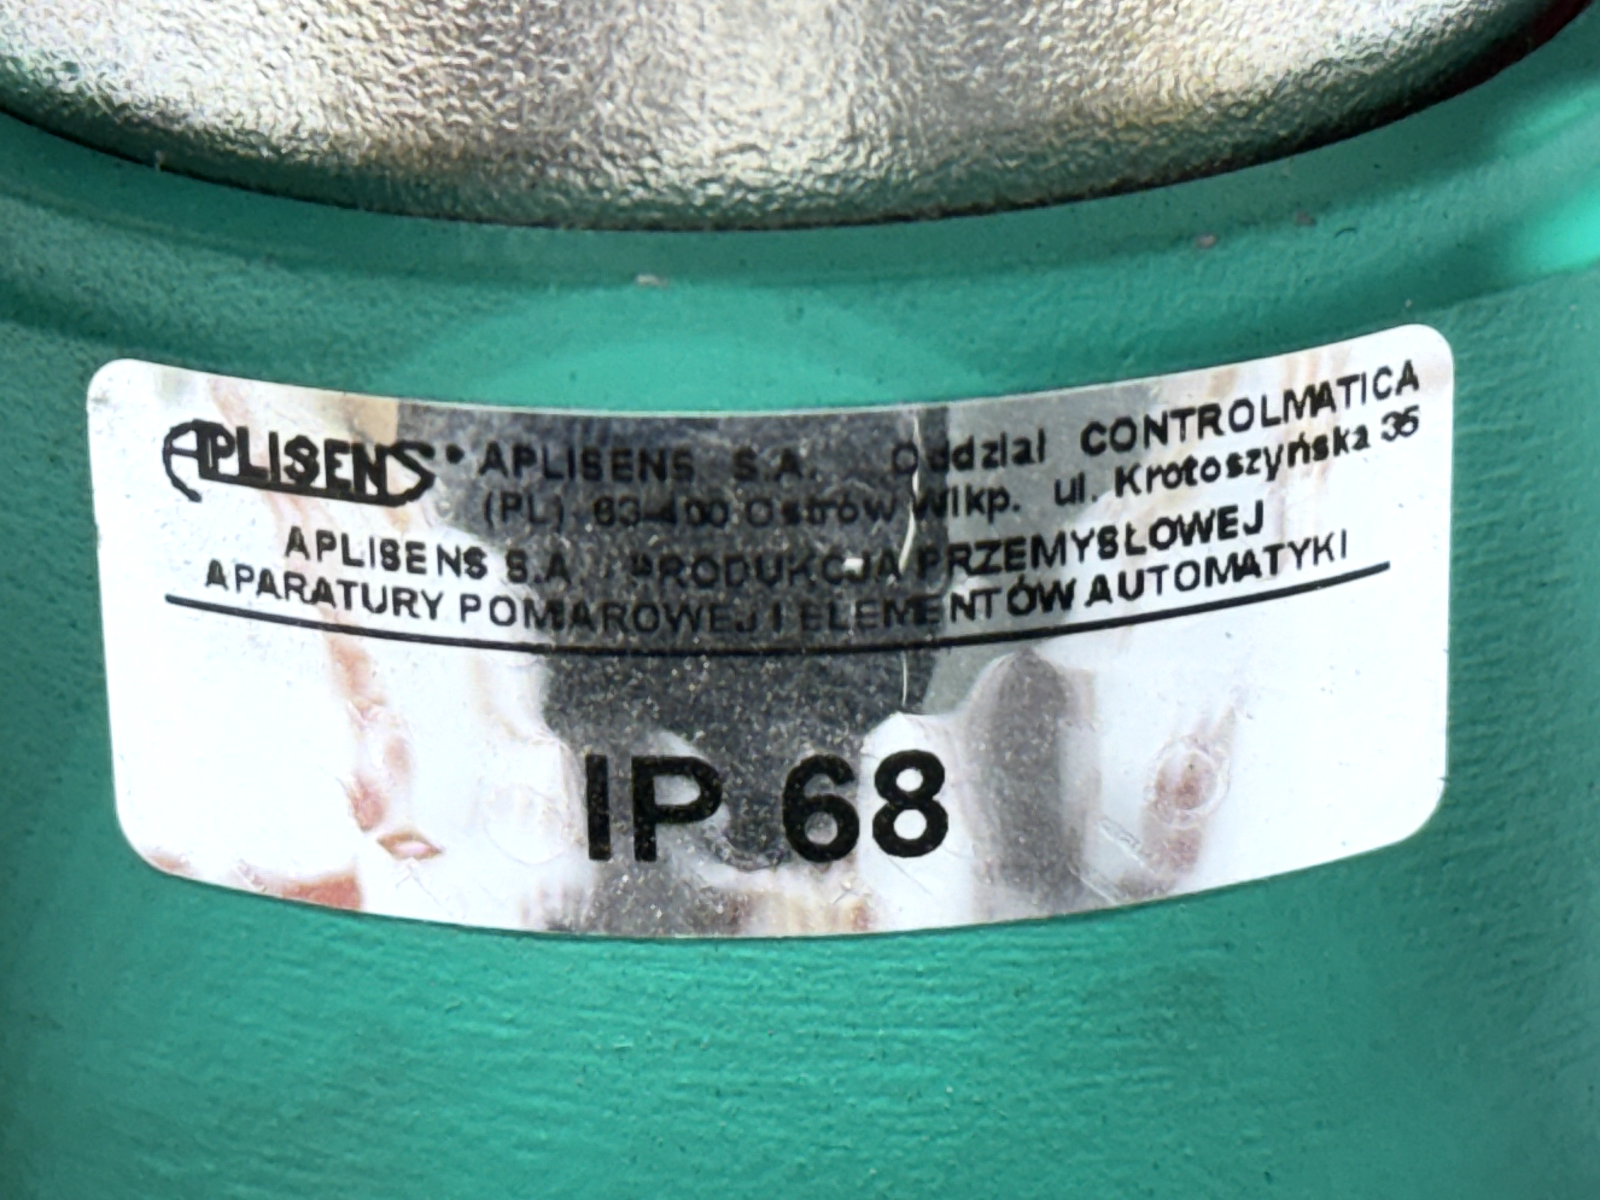 APLISENS® APLISENS S.A. Oddział CONTROLMATICA
(PL) 63-400 Ostrów Wlkp. ul. Krotoszyńska 35
APLISENS S.A. PRODUKCJA PRZEMYSŁOWEJ
APARATURY POMIAROWEJ I ELEMENTÓW AUTOMATYKI
IP 68